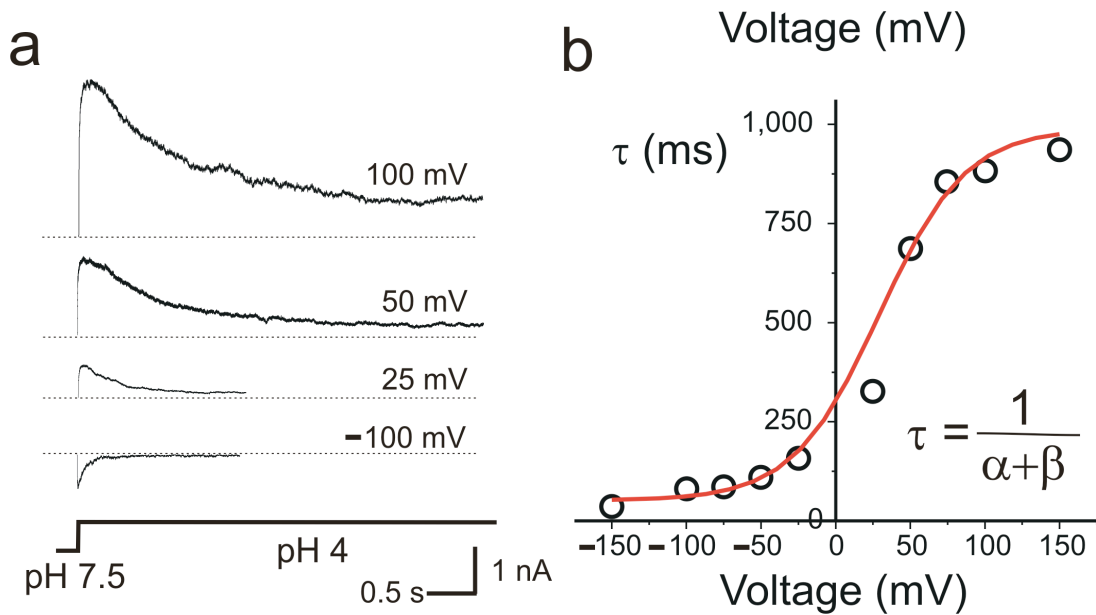 a
100 mV
50 mV
25 mV
−100 mV
pH 7.5
pH 4
0.5 s
1 nA
Voltage (mV)
b
τ (ms)
1,000
750
500
250
0
τ = 1/α+β
−150 −100 −50 0 50 100 150
Voltage (mV)